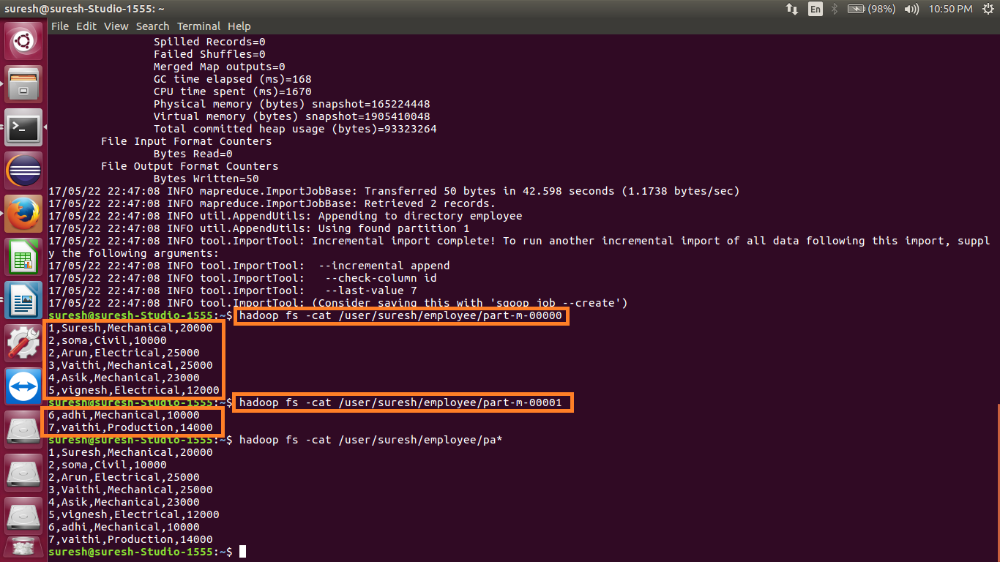 suresh@suresh-Studio-1555: ~
En
(98%)
10:50 PM
File Edit View Search Terminal Help
Spilled Records=0
Failed Shuffles=0
Merged Map outputs=0
GC time elapsed (ms)=168
CPU time spent (ms)=1670
Physical memory (bytes) snapshot=165224448
Virtual memory (bytes) snapshot=1905410048
Total committed heap usage (bytes)=93323264
File Input Format Counters
Bytes Read=0
File Output Format Counters
Bytes Written=50
17/05/22 22:47:08 INFO mapreduce.ImportJobBase: Transferred 50 bytes in 42.598 seconds (1.1738 bytes/sec)
17/05/22 22:47:08 INFO mapreduce.ImportJobBase: Retrieved 2 records.
17/05/22 22:47:08 INFO util.AppendUtils: Appending to directory employee
17/05/22 22:47:08 INFO util.AppendUtils: Using found partition 1
17/05/22 22:47:08 INFO tool.ImportTool: Incremental import complete! To run another incremental import of all data following this import, suppl
y the following arguments:
17/05/22 22:47:08 INFO tool.ImportTool:  --incremental append
17/05/22 22:47:08 INFO tool.ImportTool:   --check-column id
17/05/22 22:47:08 INFO tool.ImportTool:   --last-value 7
17/05/22 22:47:08 INFO tool.ImportTool: (Consider saving this with 'sqoop job --create')
suresh@suresh-Studio-1555:~$ hadoop fs -cat /user/suresh/employee/part-m-00000
1,Suresh,Mechanical,20000
2,soma,Civil,10000
2,Arun,Electrical,25000
3,Vaithi,Mechanical,25000
4,Asik,Mechanical,23000
5,vignesh,Electrical,12000
suresh@suresh-Studio-1555:~$ hadoop fs -cat /user/suresh/employee/part-m-00001
6,adhi,Mechanical,10000
7,vaithi,Production,14000
suresh@suresh-Studio-1555:~$ hadoop fs -cat /user/suresh/employee/pa*
1,Suresh,Mechanical,20000
2,soma,Civil,10000
2,Arun,Electrical,25000
3,Vaithi,Mechanical,25000
4,Asik,Mechanical,23000
5,vignesh,Electrical,12000
6,adhi,Mechanical,10000
7,vaithi,Production,14000
suresh@suresh-Studio-1555:~$